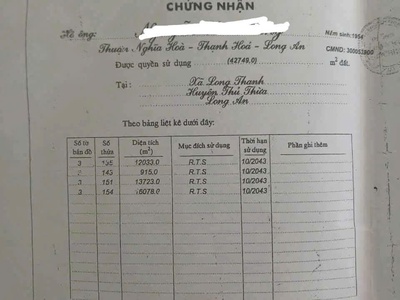 CHỨNG NHẬN
Hộ ông: Năm sinh: 1954
Thuận Nghĩa Hoà - Thạnh Hoá - Long An CMND:
Được quyền sử dụng (42749.0) m² đất
Tại: Xã Long Thạnh
Huyện Thủ Thừa
Long An
Theo bảng liệt kê dưới đây:
Số tờ bản đồ Số thửa Diện tích (m²) Mục đích sử dụng Thời hạn sử dụng Phần ghi thêm
3 12033.0 R.T.S 10/2043
143 915.0 R.T.S 10/2043
3 151 13723.0 R.T.S 10/2043
3 154 16078.0 R.T.S 10/2043